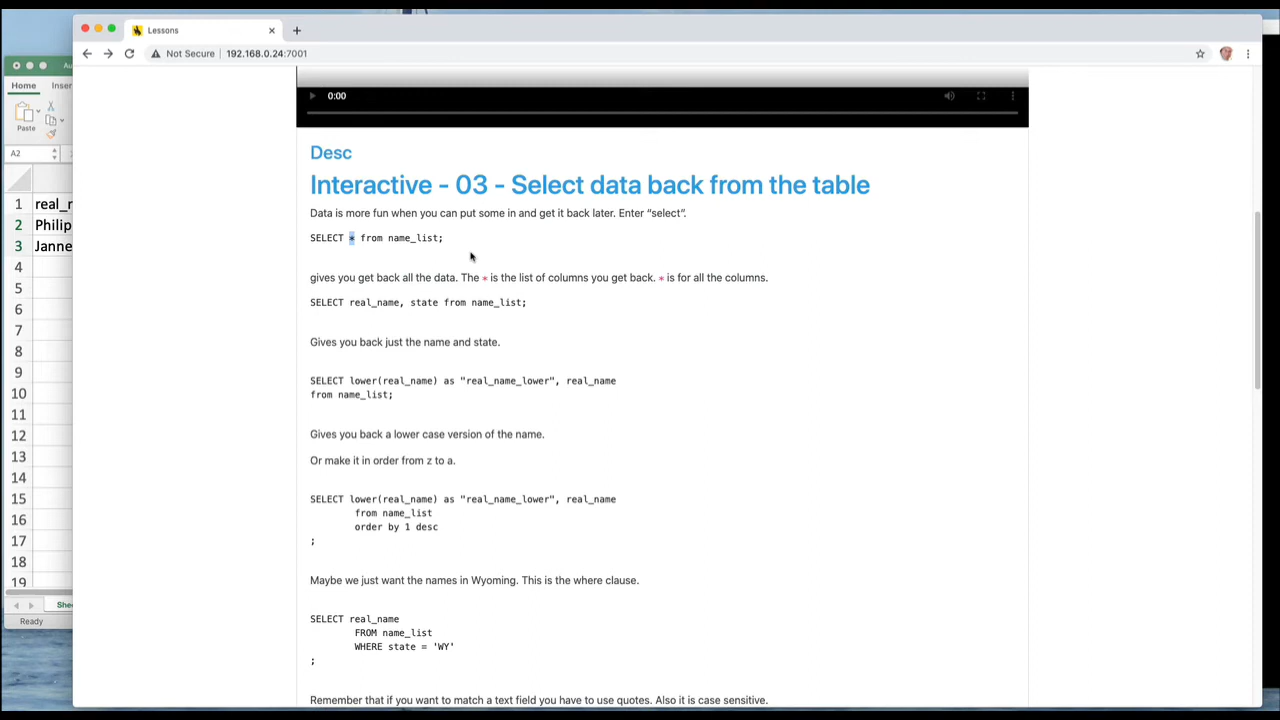 Lessons
Not Secure | 192.168.0.24:7001
Home Inser
Paste
A2
1 real_r
2 Philip
3 Janne
4
5
6
7
8
9
10
11
12
13
14
15
16
17
18
19
Shee
Ready
0:00
Desc
Interactive - 03 - Select data back from the table
Data is more fun when you can put some in and get it back later. Enter “select”.
SELECT * from name_list;
gives you get back all the data. The * is the list of columns you get back. * is for all the columns.
SELECT real_name, state from name_list;
Gives you back just the name and state.
SELECT lower(real_name) as "real_name_lower", real_name
from name_list;
Gives you back a lower case version of the name.
Or make it in order from z to a.
SELECT lower(real_name) as "real_name_lower", real_name
from name_list
order by 1 desc
;
Maybe we just want the names in Wyoming. This is the where clause.
SELECT real_name
FROM name_list
WHERE state = 'WY'
;
Remember that if you want to match a text field you have to use quotes. Also it is case sensitive.